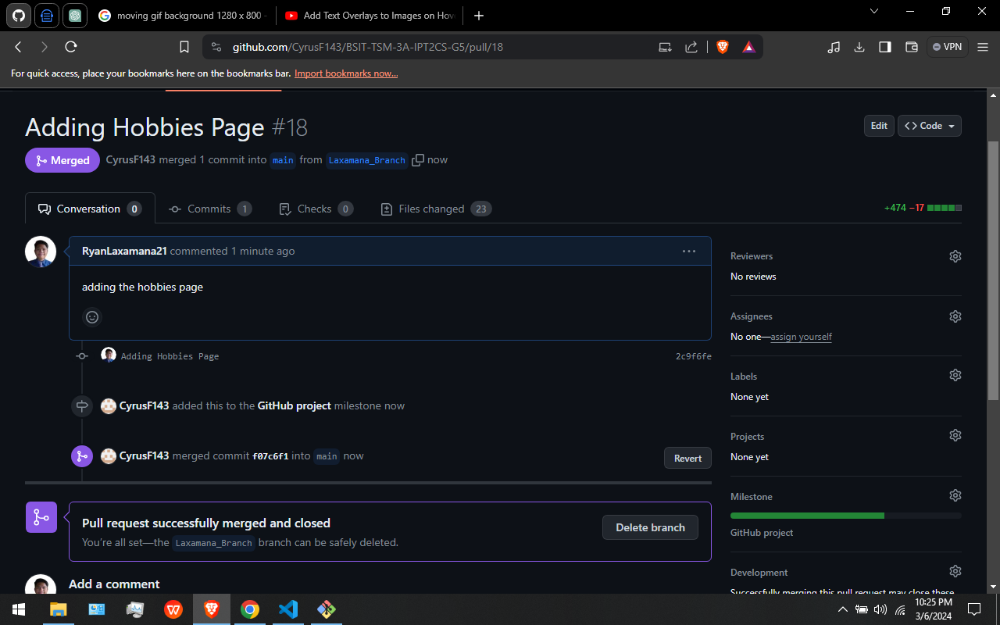 moving gif background 1280 x 800 -
Add Text Overlays to Images on Hov
github.com/CyrusF143/BSIT-TSM-3A-IPT2CS-G5/pull/18
VPN
For quick access, place your bookmarks here on the bookmarks bar. Import bookmarks now...
Adding Hobbies Page #18
Edit
Code
Merged
CyrusF143 merged 1 commit into main from Laxamana_Branch now
Conversation 0
Commits 1
Checks 0
Files changed 23
+474 −17
RyanLaxamana21 commented 1 minute ago
adding the hobbies page
Adding Hobbies Page
2c9f6fe
CyrusF143 added this to the GitHub project milestone now
CyrusF143 merged commit f07c6f1 into main now
Revert
Pull request successfully merged and closed
You're all set—the Laxamana_Branch branch can be safely deleted.
Delete branch
Add a comment
Reviewers
No reviews
Assignees
No one—assign yourself
Labels
None yet
Projects
None yet
Milestone
GitHub project
Development
Successfully merging this pull request may close these
10:25 PM
3/6/2024